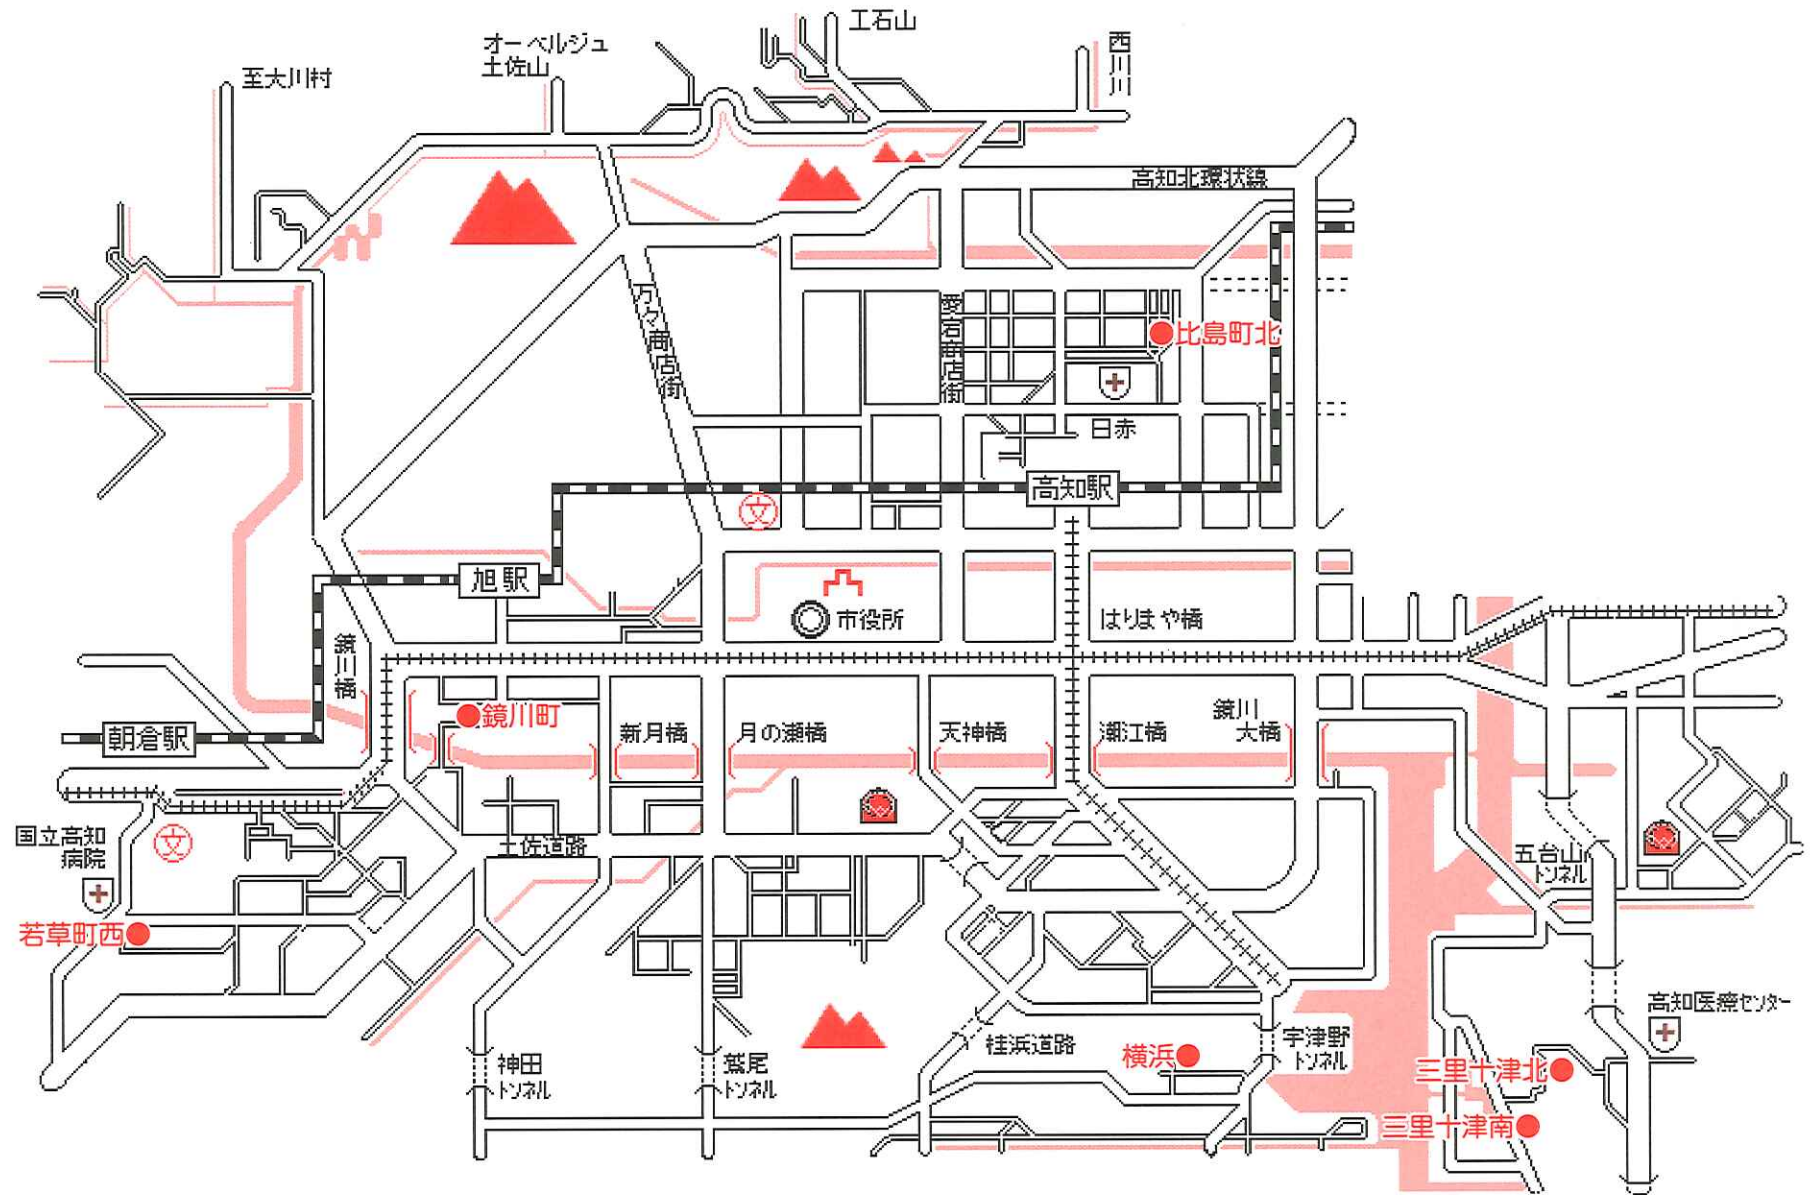 工石山
オーベルジュ
土佐山
西川川
至大川村
高知北環状線
万々商店街
愛宕商店街
比島町北
日赤
高知駅
文
旭駅
市役所
はりまや橋
鏡川橋
鏡川町
朝倉駅
新月橋
月の瀬橋
天神橋
潮江橋
鏡川
大橋
国立高知
病院
文
土佐道路
五台山
トンネル
若草町西
高知医療センター
桂浜道路
宇津野
トンネル
横浜
神田
トンネル
鷲尾
トンネル
三里十津北
三里十津南